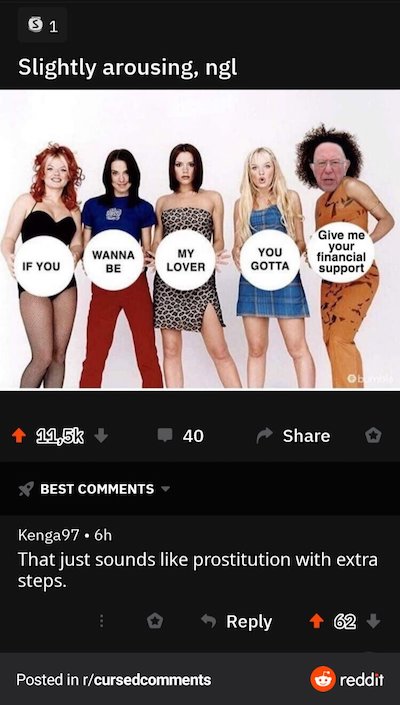 1
Slightly arousing, ngl
IF YOU
WANNA
BE
MY
LOVER
YOU
GOTTA
Give me
your
financial
support
11,5k
40
Share
BEST COMMENTS
Kenga97 • 6h
That just sounds like prostitution with extra
steps.
Reply
62
Posted in r/cursedcomments
reddit